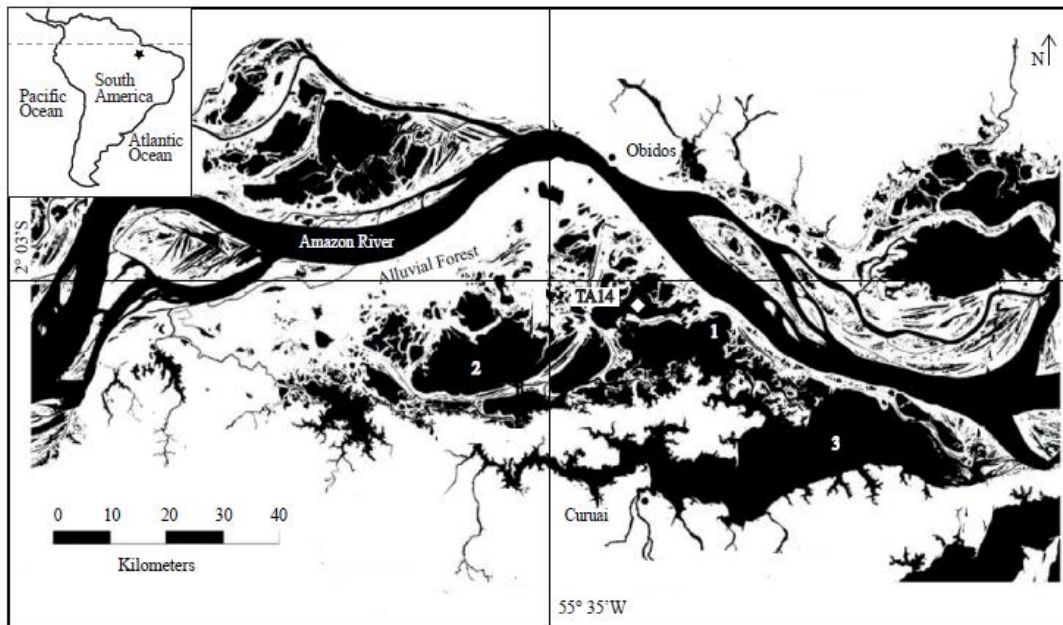 South
America
Pacific
Ocean
Atlantic
Ocean
N
Obidos
2° 03'S
Amazon River
Alluvial Forest
TA14
1
2
3
0 10 20 30 40
Kilometers
Curuai
55° 35'W